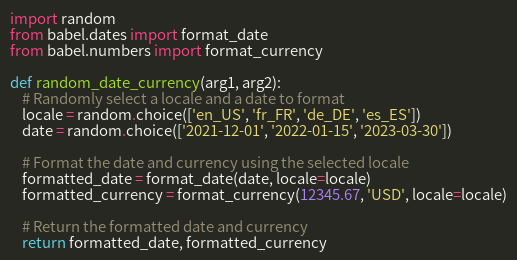 import random
from babel.dates import format_date
from babel.numbers import format_currency

def random_date_currency(arg1, arg2):
    # Randomly select a locale and a date to format
    locale = random.choice(['en_US', 'fr_FR', 'de_DE', 'es_ES'])
    date = random.choice(['2021-12-01', '2022-01-15', '2023-03-30'])

    # Format the date and currency using the selected locale
    formatted_date = format_date(date, locale=locale)
    formatted_currency = format_currency(12345.67, 'USD', locale=locale)

    # Return the formatted date and currency
    return formatted_date, formatted_currency